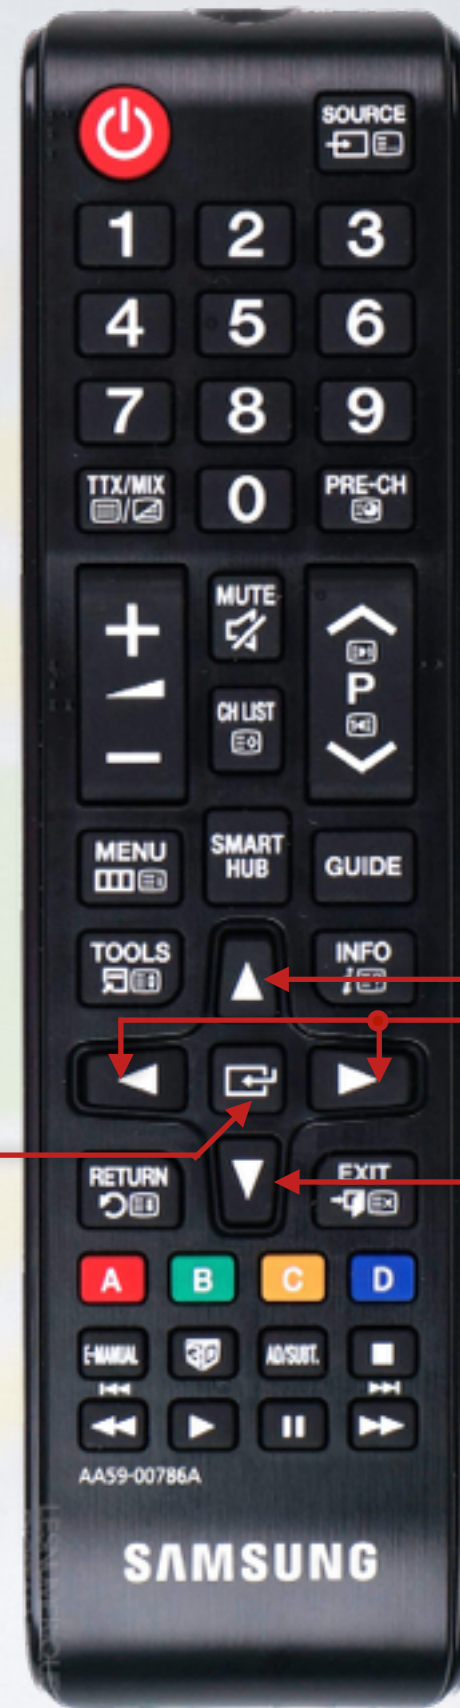 SOURCE
1 2 3
4 5 6
7 8 9
TTX/MIX 0 PRE-CH
MUTE
P
CH LIST
MENU SMART HUB GUIDE
TOOLS INFO
RETURN EXIT
A B C D
E-MANUAL 3D AD/SUBT.
AA59-00786A
SAMSUNG